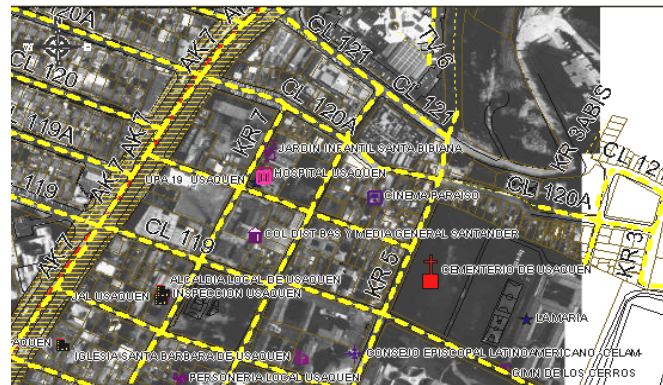 120A
CL 121
TV 6
AK 7
CL 120
KR 7
CL 120A
CL 121
KR 3ABIS
CL 119A
AK 7
JARDIN INFANTIL SANTA BIBIANA
UPA 19 USAQUEN
HOSPITAL USAQUEN
CINEMA PARAISO
CL 120A
119
AK 7
CL 119
COL DIST BAS Y MEDIA GENERAL SANTANDER
KR 3
AK 7
KR 5
CEMENTERIO DE USAQUEN
ALCALDIA LOCAL DE USAQUEN
JAL USAQUEN
INSPECCION USAQUEN
LA MARIA
IGLESIA SANTA BARBARA DE USAQUEN
CONSEJO EPISCOPAL LATINOAMERICANO -CELAM-
PERSONERIA LOCAL USAQUEN
GIMN DE LOS CERROS